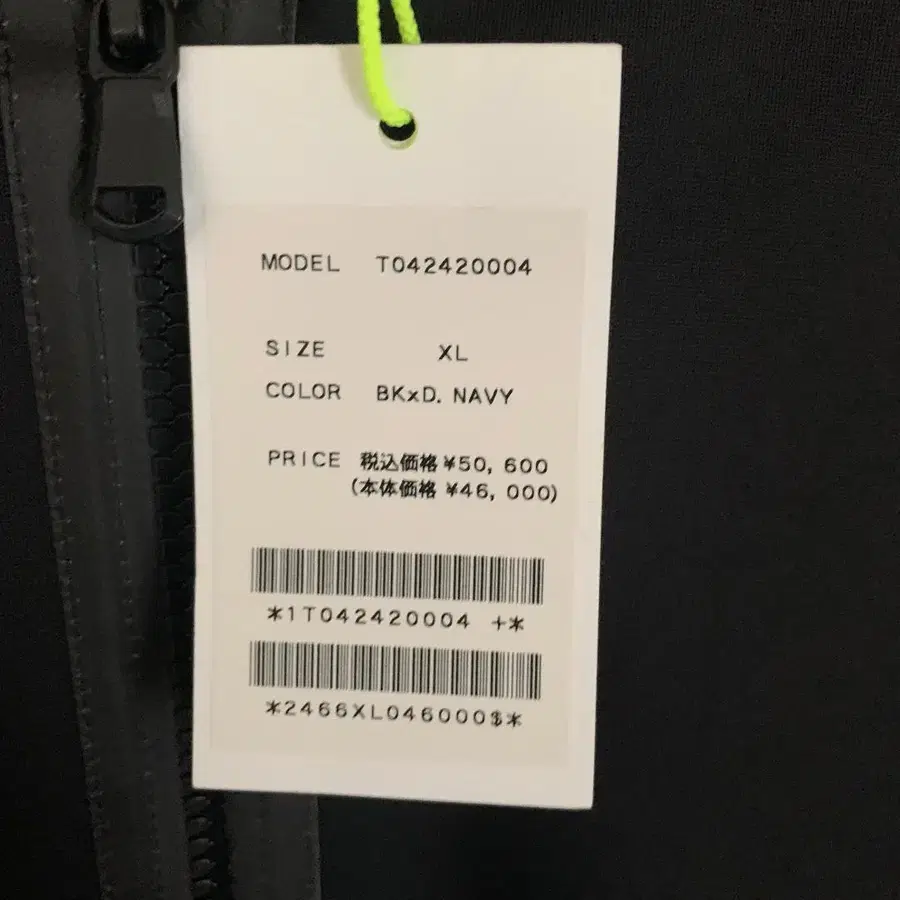 MODEL T042420004
SIZE XL
COLOR BKxD. NAVY
PRICE 税込価格 ¥50, 600
(本体価格 ¥46, 000)
*1T042420004 +*
*2466XL046000$*